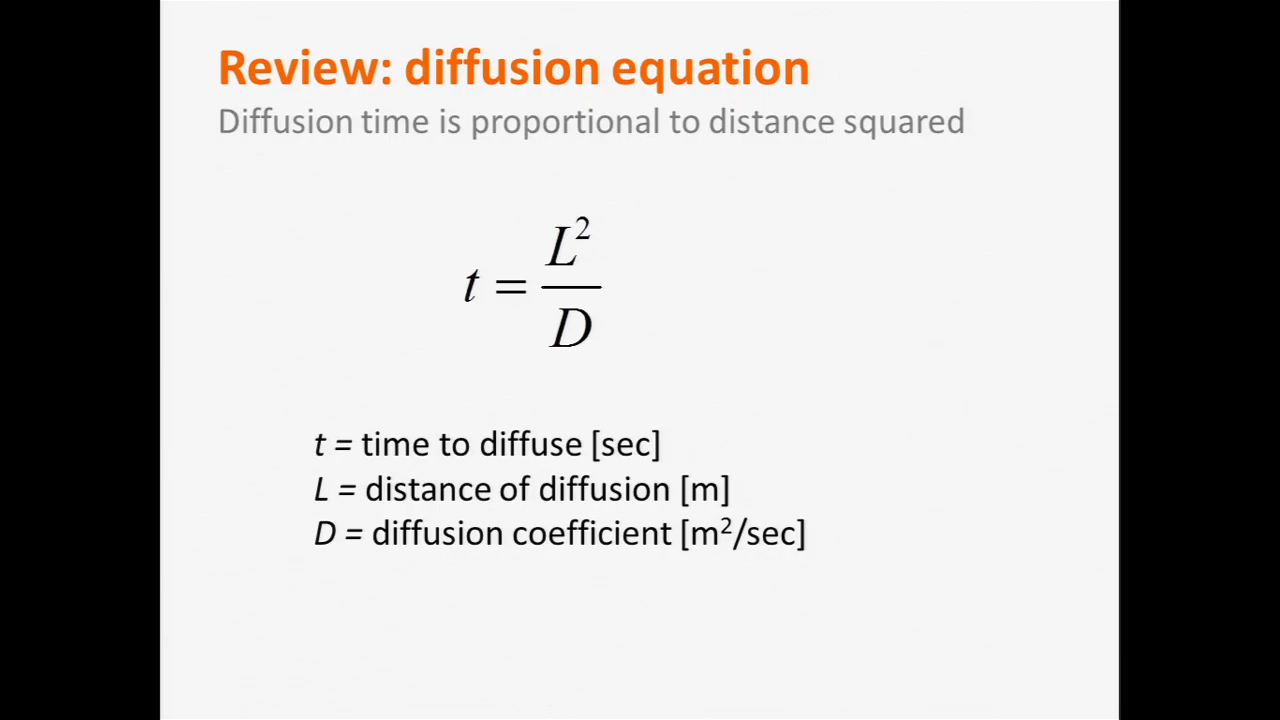 Review: diffusion equation
Diffusion time is proportional to distance squared
t = L² / D
t = time to diffuse [sec]
L = distance of diffusion [m]
D = diffusion coefficient [m²/sec]